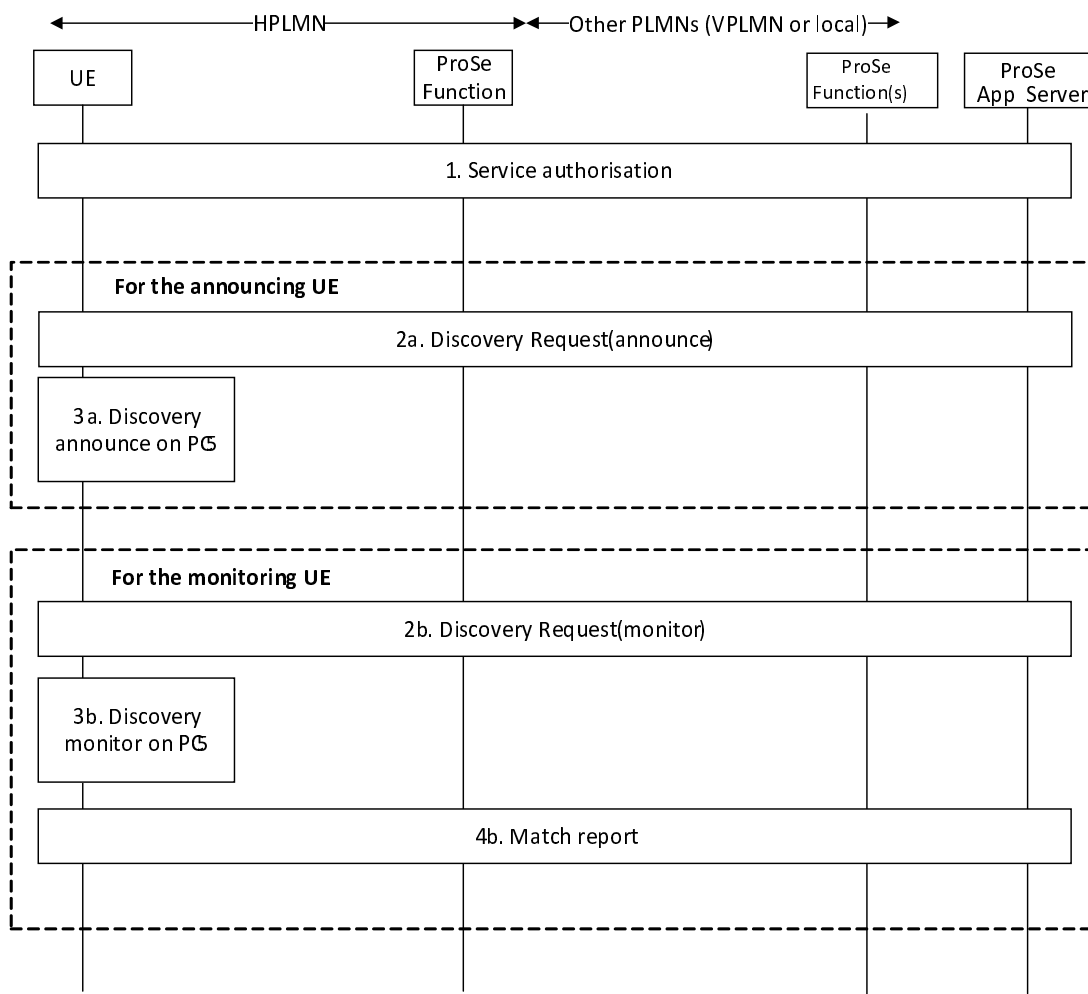 HPLMN
Other PLMNs (VPLMN or local)
UE
ProSe
Function
ProSe
Function(s)
ProSe
App Server
1. Service authorisation
For the announcing UE
2a. Discovery Request(announce)
3a. Discovery
announce on PC5
For the monitoring UE
2b. Discovery Request(monitor)
3b. Discovery
monitor on PC5
4b. Match report